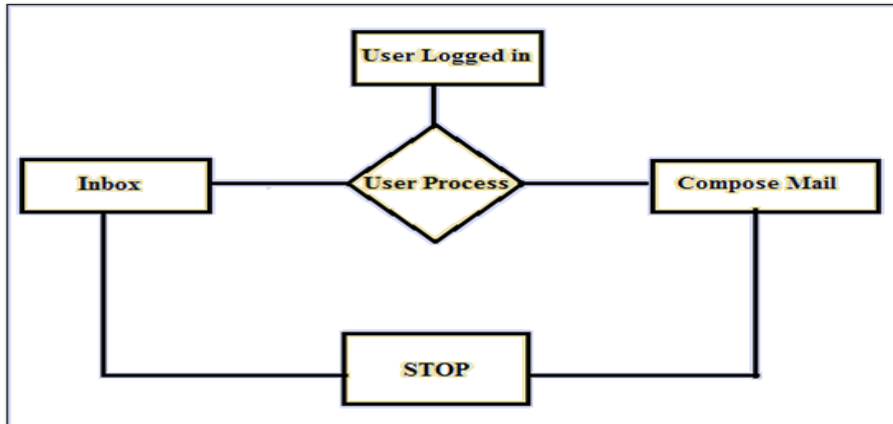 User Logged in
Inbox
User Process
Compose Mail
STOP